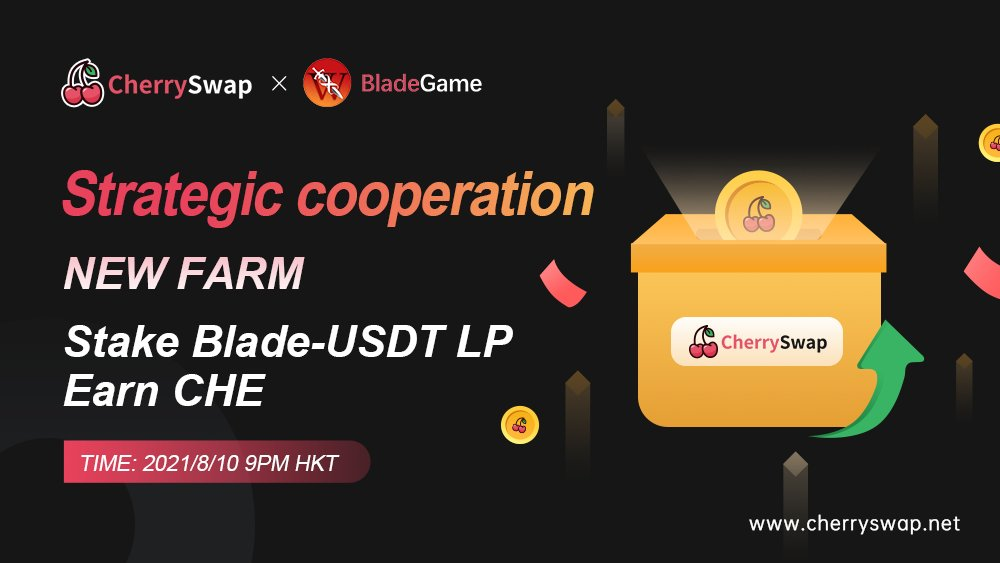 CherrySwap × BladeGame
Strategic cooperation
NEW FARM
Stake Blade-USDT LP
Earn CHE
TIME: 2021/8/10 9PM HKT
CherrySwap
www.cherryswap.net